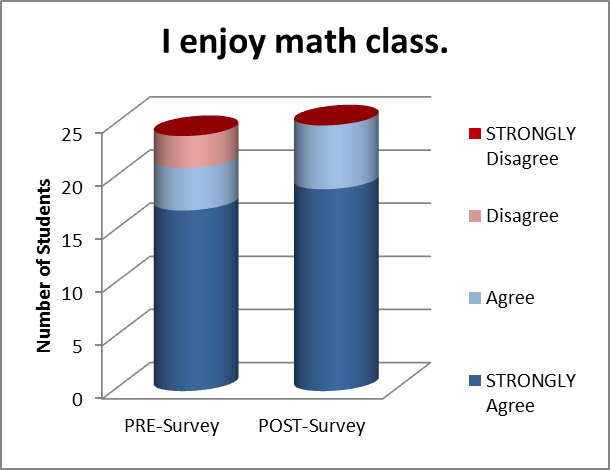 I enjoy math class.
25
20
15
10
5
0
Number of Students
PRE-Survey
POST-Survey
STRONGLY
Disagree
Disagree
Agree
STRONGLY
Agree